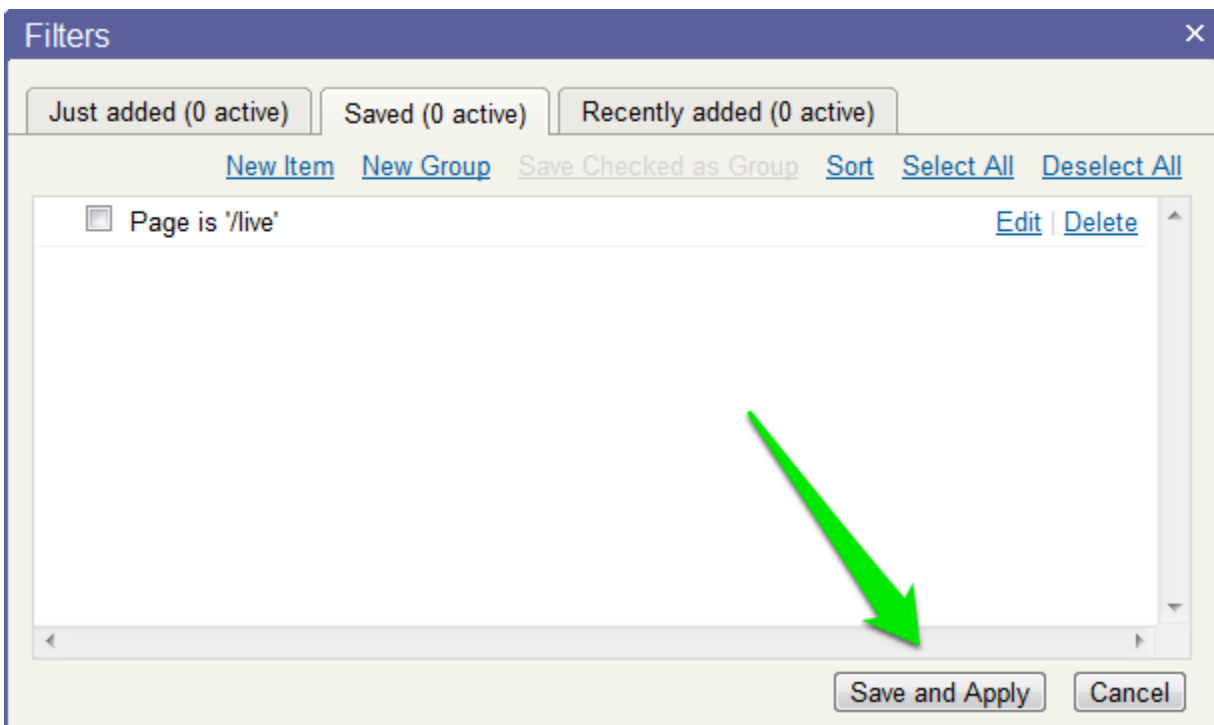 Filters
Just added (0 active) Saved (0 active) Recently added (0 active)
New Item New Group Save Checked as Group Sort Select All Deselect All
Page is '/live' Edit | Delete
Save and Apply Cancel